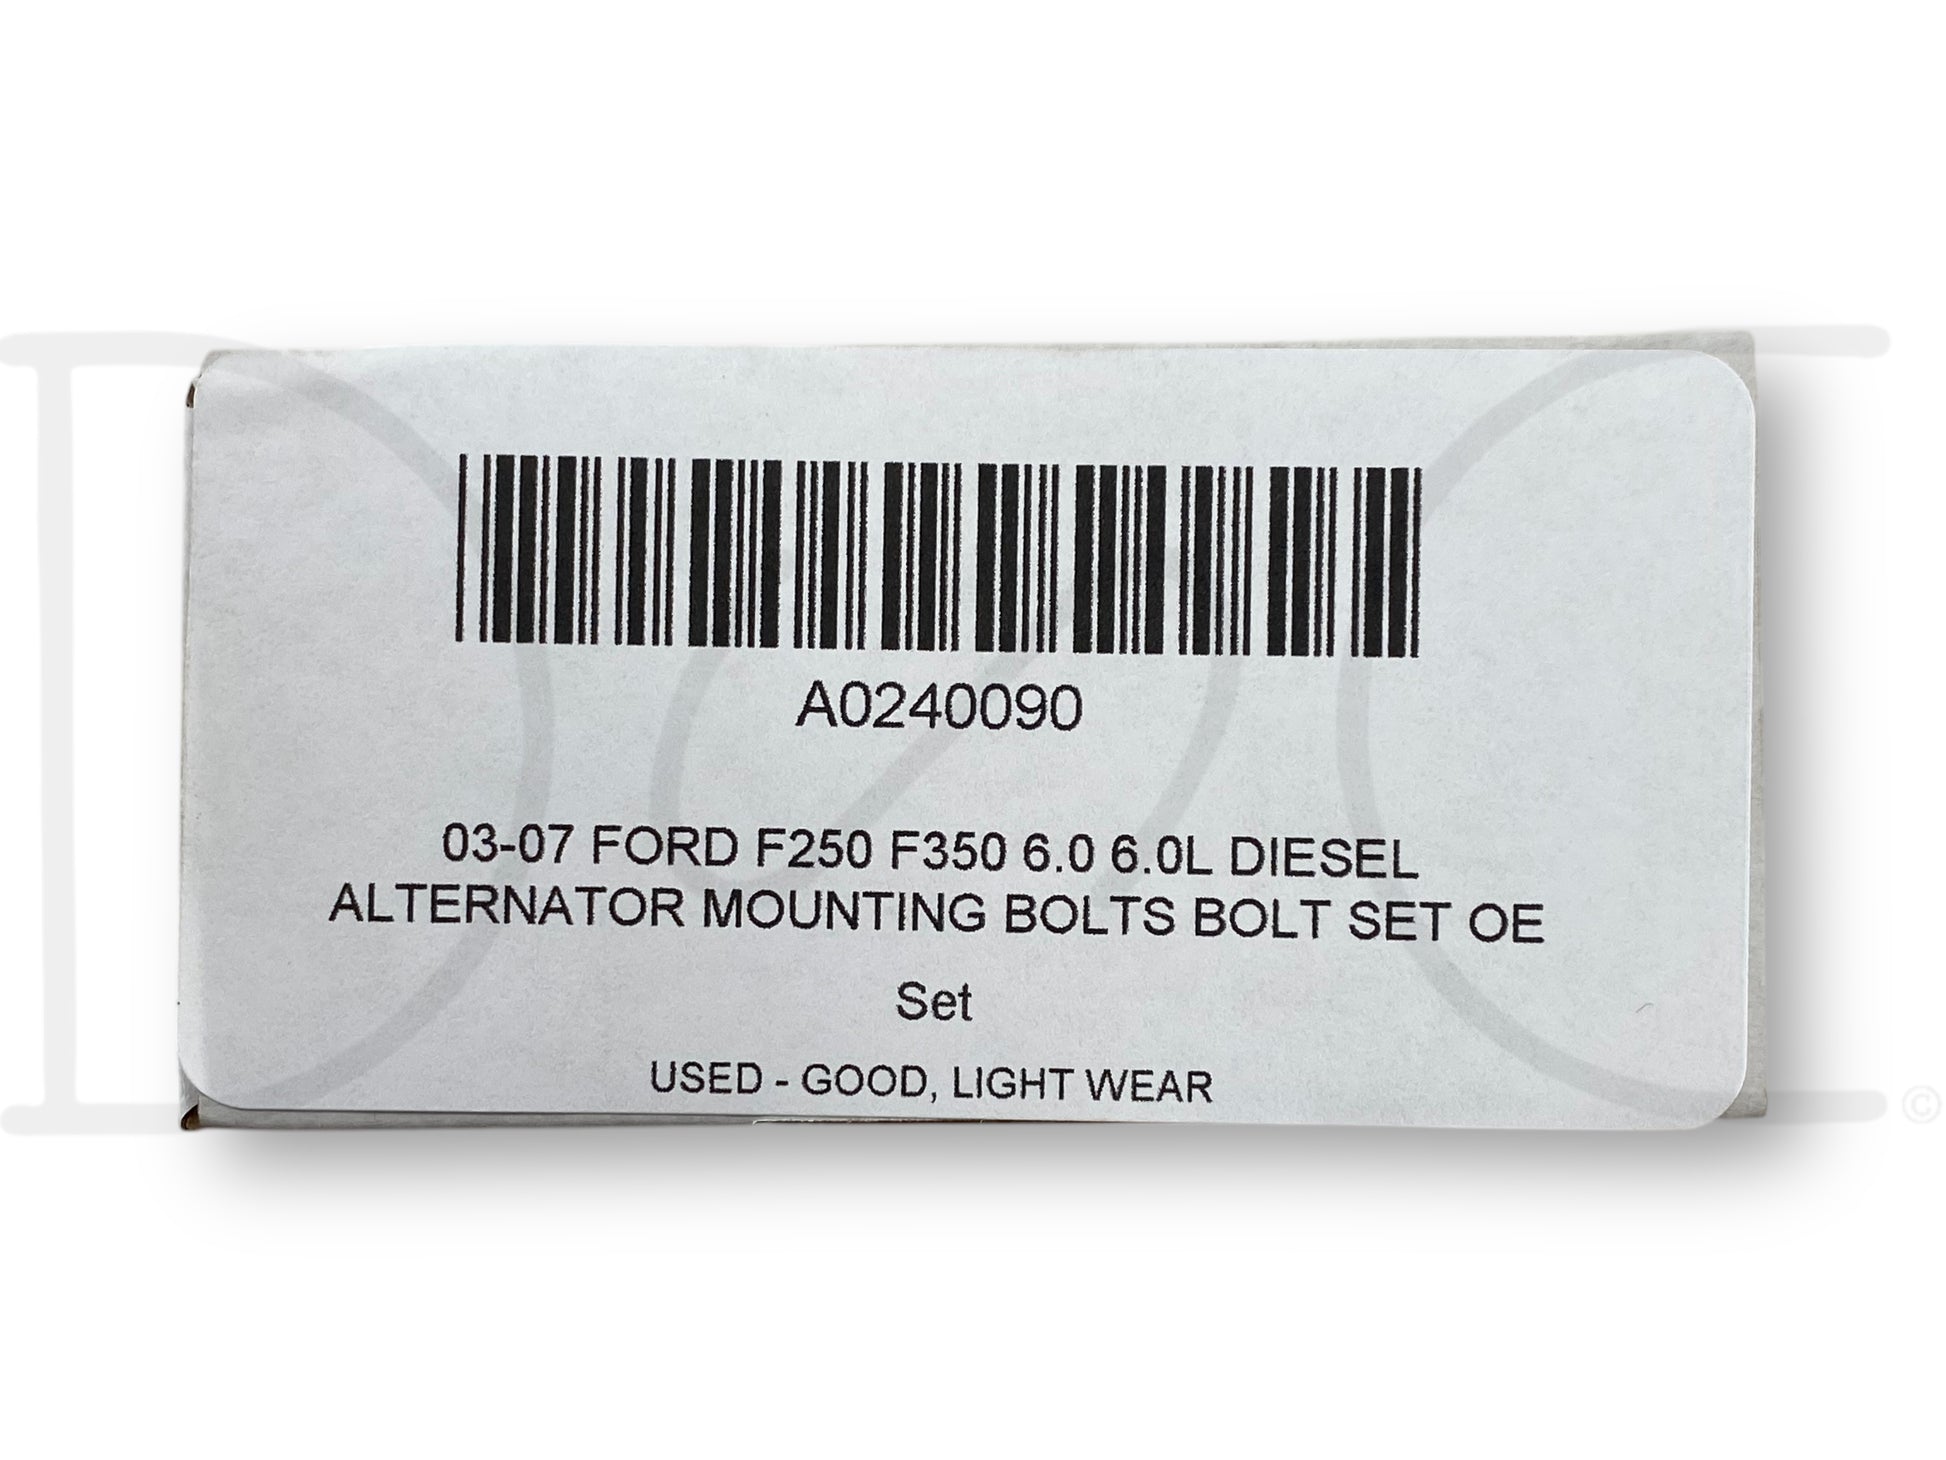 A0240090
03-07 FORD F250 F350 6.0 6.0L DIESEL
ALTERNATOR MOUNTING BOLTS BOLT SET OE
Set
USED - GOOD, LIGHT WEAR
©